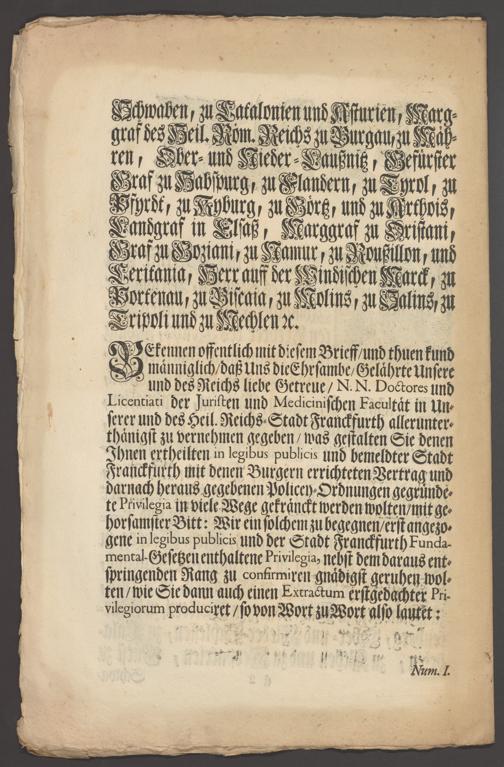 Schwaben, zu Catalonien und Asturien, Marg-
graf des Heil. Röm. Reichs zu Burgau, zu Mäh-
ren, Ober- und Nieder-Laußnitz, Gefürster
Graf zu Habspurg, zu Flandern, zu Tyrol, zu
Pfyrdt, zu Kyburg, zu Görtz, und zu Arthois,
Landgraf in Elsaß, Marggraf zu Oristani,
Graf zu Goziani, zu Namur, zu Roußillon, und
Ceritania, Herr auff der Windischen Marck, zu
Portenau, zu Biscaia, zu Molins, zu Salins, zu
Tripoli und zu Mechlen ꝛc.
BEkennen offentlich mit diesem Brieff/und thuen kund
männiglich/daß Uns die Ehrsambe/Gelährte Unsere
und des Reichs liebe Getreue/ N. N. Doctores und
Licentiati der Juristen und Medicinischen Facultät in Un-
serer und des Heil. Reichs-Stadt Franckfurth allerunter-
thänigst zu vernehmen gegeben/was gestalten Sie denen
Ihnen ertheilten in legibus publicis und bemeldter Stadt
Franckfurth mit denen Burgern errichteten Vertrag und
darnach heraus gegebenen Policey-Ordnungen gegründe-
te Privilegia in viele Wege gekränckt werden wolten/mit ge-
horsamster Bitt: Wir ein solchem zu begegnen/erst angezo-
gene in legibus publicis und der Stadt Franckfurth Funda-
mental-Gesetzen enthaltene Privilegia, nebst dem daraus ent-
springenden Rang zu confirmiren gnädigst geruhen wol-
ten/wie Sie dann auch einen Extractum erstgedachter Pri-
vilegiorum produciret/so von Wort zu Wort also lautet:
Num. I.